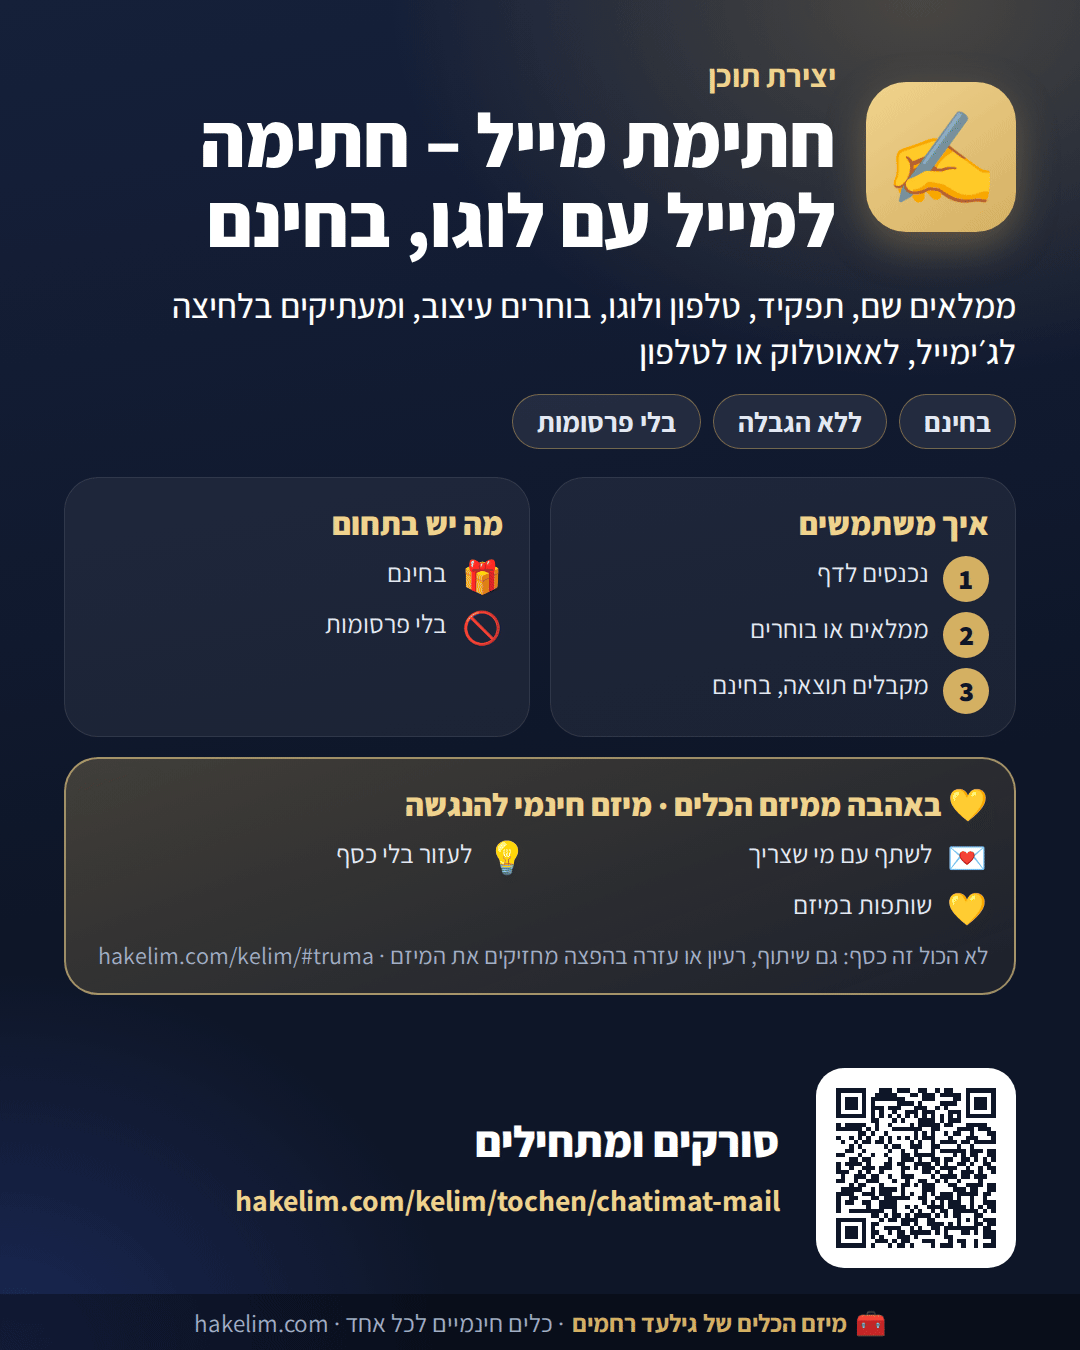 יצירת תוכן
חתימת מייל – חתימה
למייל עם לוגו, בחינם
ממלאים שם, תפקיד, טלפון ולוגו, בוחרים עיצוב, ומעתיקים בלחיצה
לג׳ימייל, לאאוטלוק או לטלפון
בחינם
ללא הגבלה
בלי פרסומות
איך משתמשים
1 נכנסים לדף
2 ממלאים או בוחרים
3 מקבלים תוצאה, בחינם
מה יש בתחום
בחינם
בלי פרסומות
באהבה ממיזם הכלים · מיזם חינמי להנגשה
לשתף עם מי שצריך
לעזור בלי כסף
שותפות במיזם
לא הכול זה כסף: גם שיתוף, רעיון או עזרה בהפצה מחזיקים את המיזם · hakelim.com/kelim/#truma
סורקים ומתחילים
hakelim.com/kelim/tochen/chatimat-mail
מיזם הכלים של גילעד רחמים · כלים חינמיים לכל אחד · hakelim.com